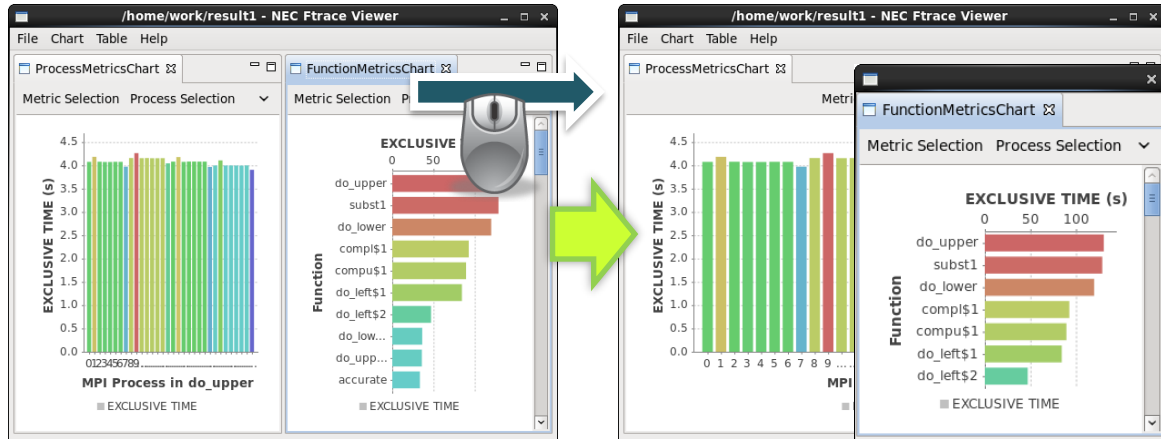 /home/work/result1 - NEC Ftrace Viewer
File Chart Table Help
ProcessMetricsChart
Metric Selection Process Selection
4.5
4.0
3.5
3.0
2.5
2.0
1.5
1.0
0.5
0.0
EXCLUSIVE TIME (s)
0123456789...
MPI Process in do_upper
EXCLUSIVE TIME
FunctionMetricsChart
Metric Selection
EXCLUSIVE
0 50
Function
do_upper
subst1
do_lower
compl$1
compu$1
do_left$1
do_left$2
do_low...
do_upp...
accurate
EXCLUSIVE TIME
/home/work/result1 - NEC Ftrace Viewer
File Chart Table Help
ProcessMetricsChart
4.5
4.0
3.5
3.0
2.5
2.0
1.5
1.0
0.5
0.0
EXCLUSIVE TIME (s)
0 1 2 3 4 5 6 7 8 9 ...
MPI
FunctionMetricsChart
Metric Selection Process Selection
EXCLUSIVE TIME (s)
0 50 100
Function
do_upper
subst1
do_lower
compl$1
compu$1
do_left$1
do_left$2
EXCLUSIVE TIME